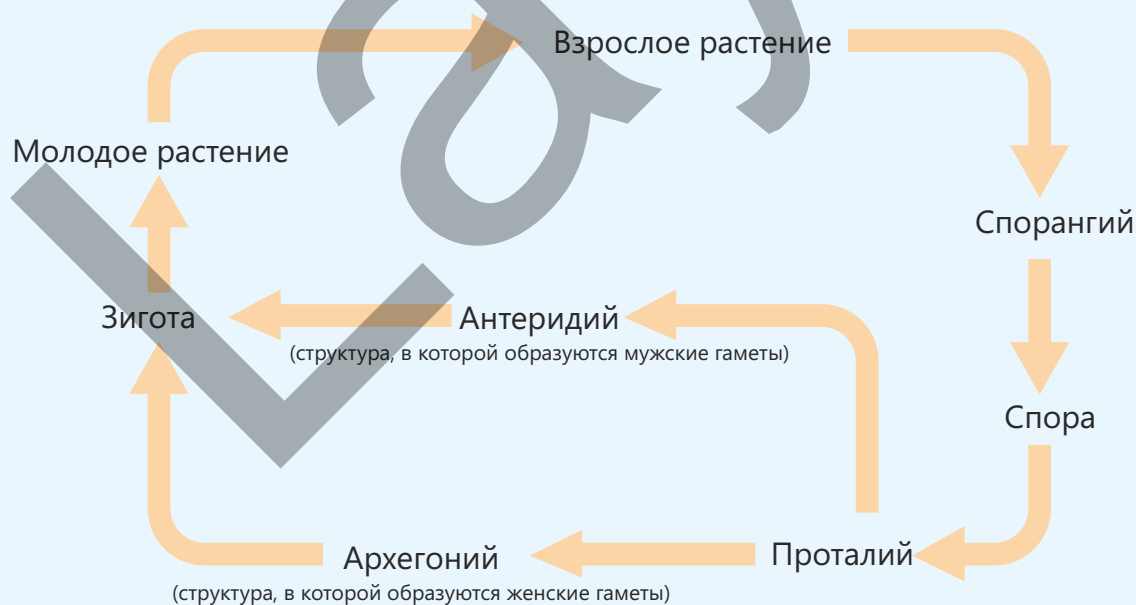 Взрослое растение
Молодое растение
Спорангий
Зигота
Антеридий
(структура, в которой образуются мужские гаметы)
Спора
Архегоний
Проталий
(структура, в которой образуются женские гаметы)